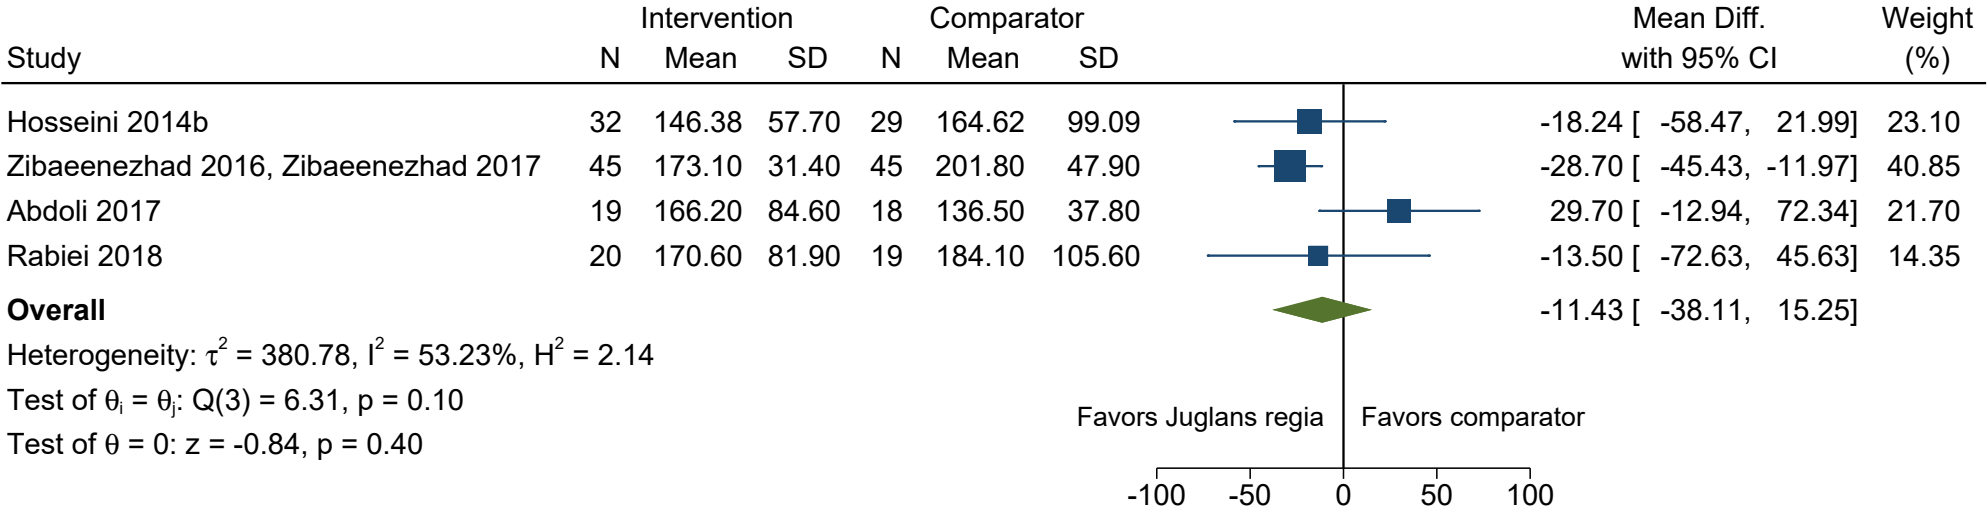 Intervention Comparator Mean Diff. Weight
Study N Mean SD N Mean SD with 95% CI (%)
Hosseini 2014b 32 146.38 57.70 29 164.62 99.09 -18.24 [ -58.47, 21.99] 23.10
Zibaeenezhad 2016, Zibaeenezhad 2017 45 173.10 31.40 45 201.80 47.90 -28.70 [ -45.43, -11.97] 40.85
Abdoli 2017 19 166.20 84.60 18 136.50 37.80 29.70 [ -12.94, 72.34] 21.70
Rabiei 2018 20 170.60 81.90 19 184.10 105.60 -13.50 [ -72.63, 45.63] 14.35
Overall -11.43 [ -38.11, 15.25]
Heterogeneity: τ² = 380.78, I² = 53.23%, H² = 2.14
Test of θᵢ = θⱼ: Q(3) = 6.31, p = 0.10
Favors Juglans regia Favors comparator
Test of θ = 0: z = -0.84, p = 0.40
-100 -50 0 50 100